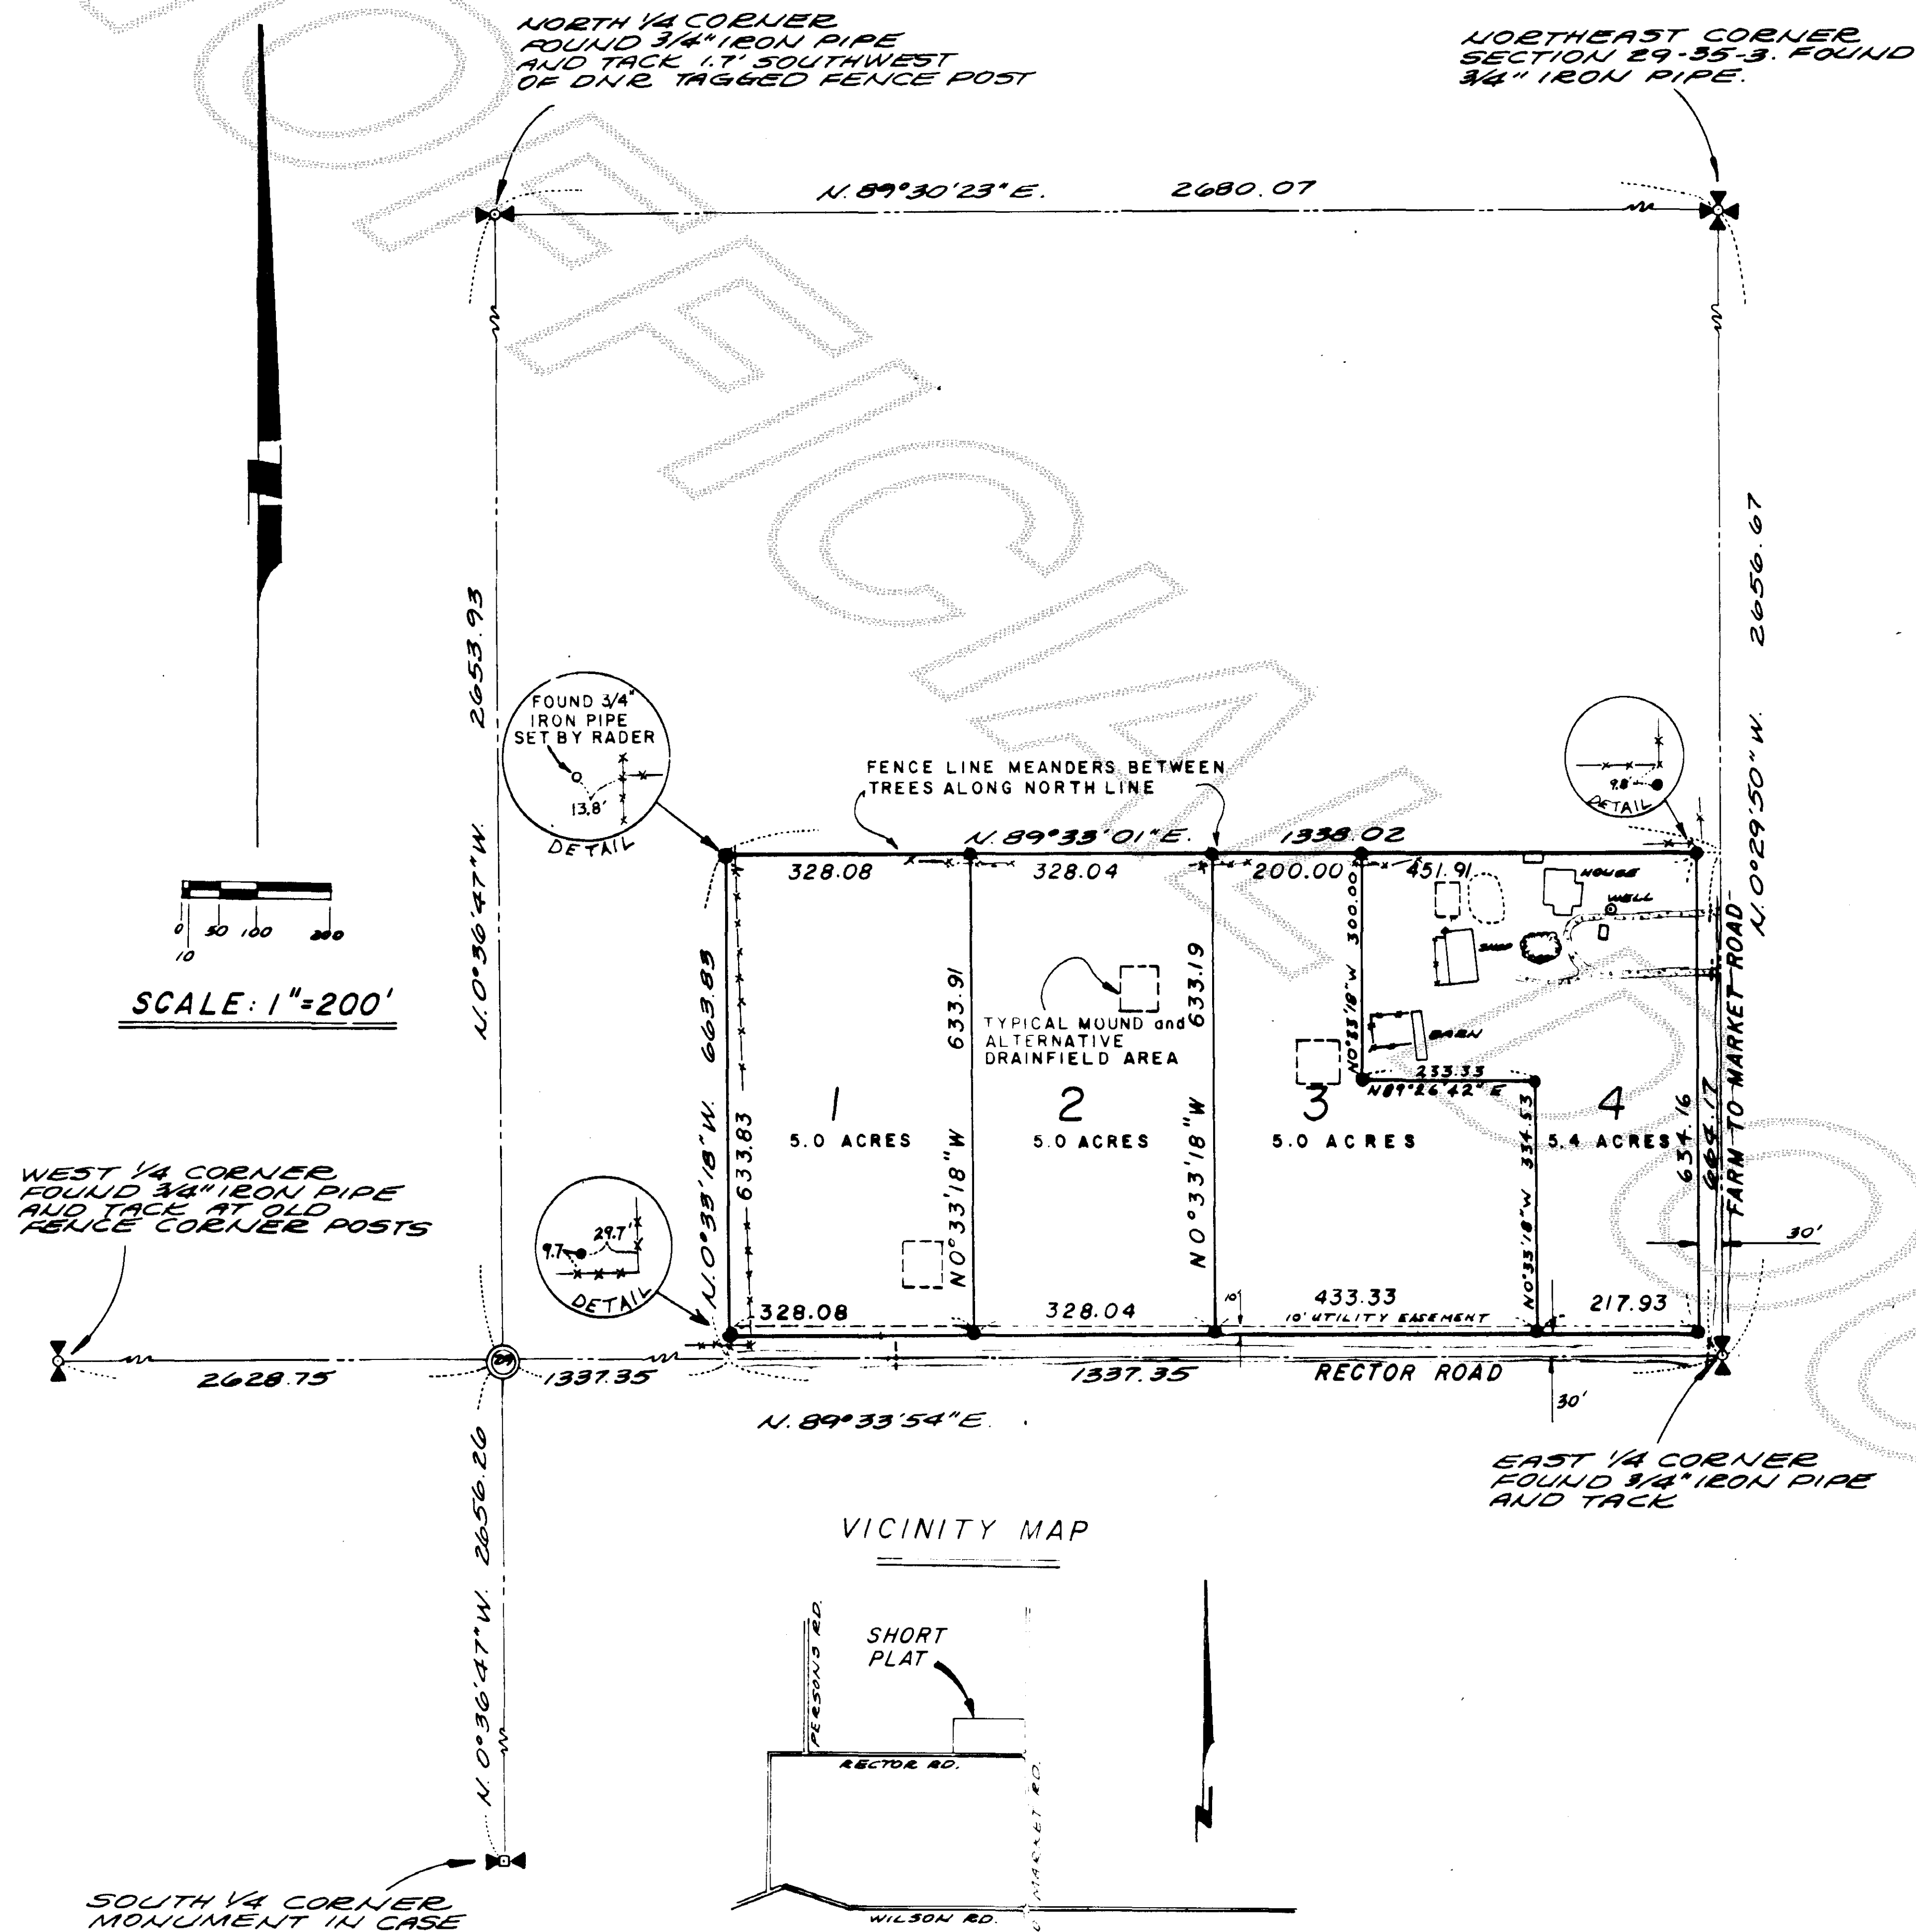 NORTH 1/4 CORNER
FOUND 3/4" IRON PIPE
AND TACK 1.7' SOUTHWEST
OF DNR TAGGED FENCE POST
NORTHEAST CORNER
SECTION 29-35-3. FOUND
3/4" IRON PIPE.
N. 89°30'23" E. 2680.07
N. 0°36'47" W. 2653.93
N. 0°29'50" W. 2656.67
FOUND 3/4"
IRON PIPE
SET BY RADER
13.8'
DETAIL
FENCE LINE MEANDERS BETWEEN
TREES ALONG NORTH LINE
9.8'
DETAIL
N. 89°33'01" E. 1338.02
328.08
328.04
200.00
451.91
HOUSE
WELL
SHOP
BARN
0 50 100 200
10
SCALE: 1"=200'
N. 0°33'18" W. 663.83
633.83
N0°33'18"W 633.91
N0°33'18"W 633.19
N0°33'18"W 300.00
TYPICAL MOUND and
ALTERNATIVE
DRAINFIELD AREA
233.33
N89°26'42" E
1
5.0 ACRES
2
5.0 ACRES
3
5.0 ACRES
4
5.4 ACRES
N0°33'18"W 334.53
634.16
664.17
FARM TO MARKET ROAD
30'
WEST 1/4 CORNER
FOUND 3/4" IRON PIPE
AND TACK AT OLD
FENCE CORNER POSTS
29.7'
9.7
DETAIL
328.08
328.04
10'
433.33
10' UTILITY EASEMENT
217.93
29
2628.75
1337.35
1337.35
RECTOR ROAD
30'
N. 89°33'54" E.
EAST 1/4 CORNER
FOUND 3/4" IRON PIPE
AND TACK
N. 0°36'47" W. 2656.26
VICINITY MAP
PERSONS RD.
SHORT
PLAT
RECTOR RD.
MARKET RD.
WILSON RD.
SOUTH 1/4 CORNER
MONUMENT IN CASE